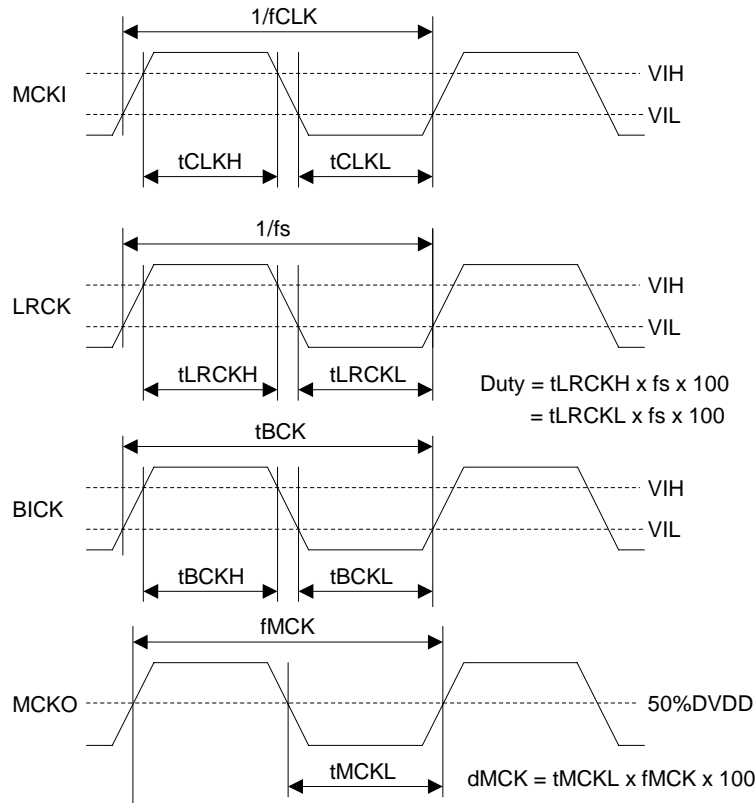 1/fCLK
VIH
MCKI
VIL
tCLKH
tCLKL
1/fs
VIH
LRCK
VIL
tLRCKH
tLRCKL
Duty = tLRCKH x fs x 100
= tLRCKL x fs x 100
tBCK
VIH
BICK
VIL
tBCKH
tBCKL
fMCK
MCKO
50%DVDD
tMCKL
dMCK = tMCKL x fMCK x 100